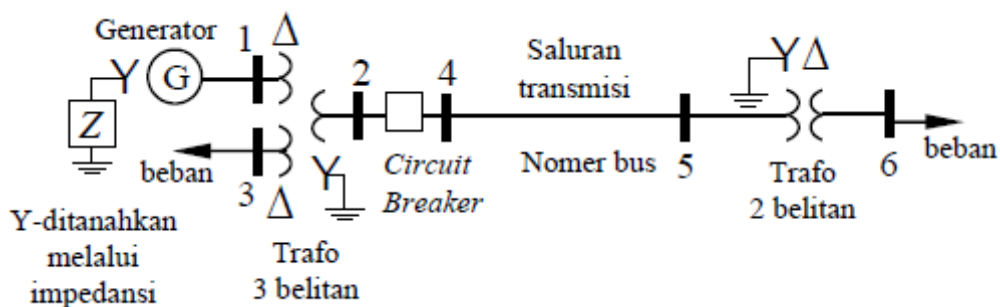 Generator
1
Δ
Y
G
Z
beban
3
Δ
Y
2
4
Circuit
Breaker
Saluran
transmisi
Nomer bus
5
Y Δ
6
beban
Trafo
2 belitan
Y-ditanahkan
melalui
impedansi
Trafo
3 belitan